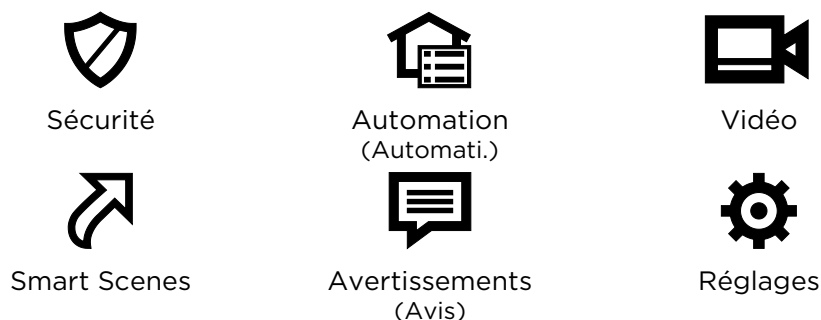 Sécurité
Automation
(Automati.)
Vidéo
Smart Scenes
Avertissements
(Avis)
Réglages